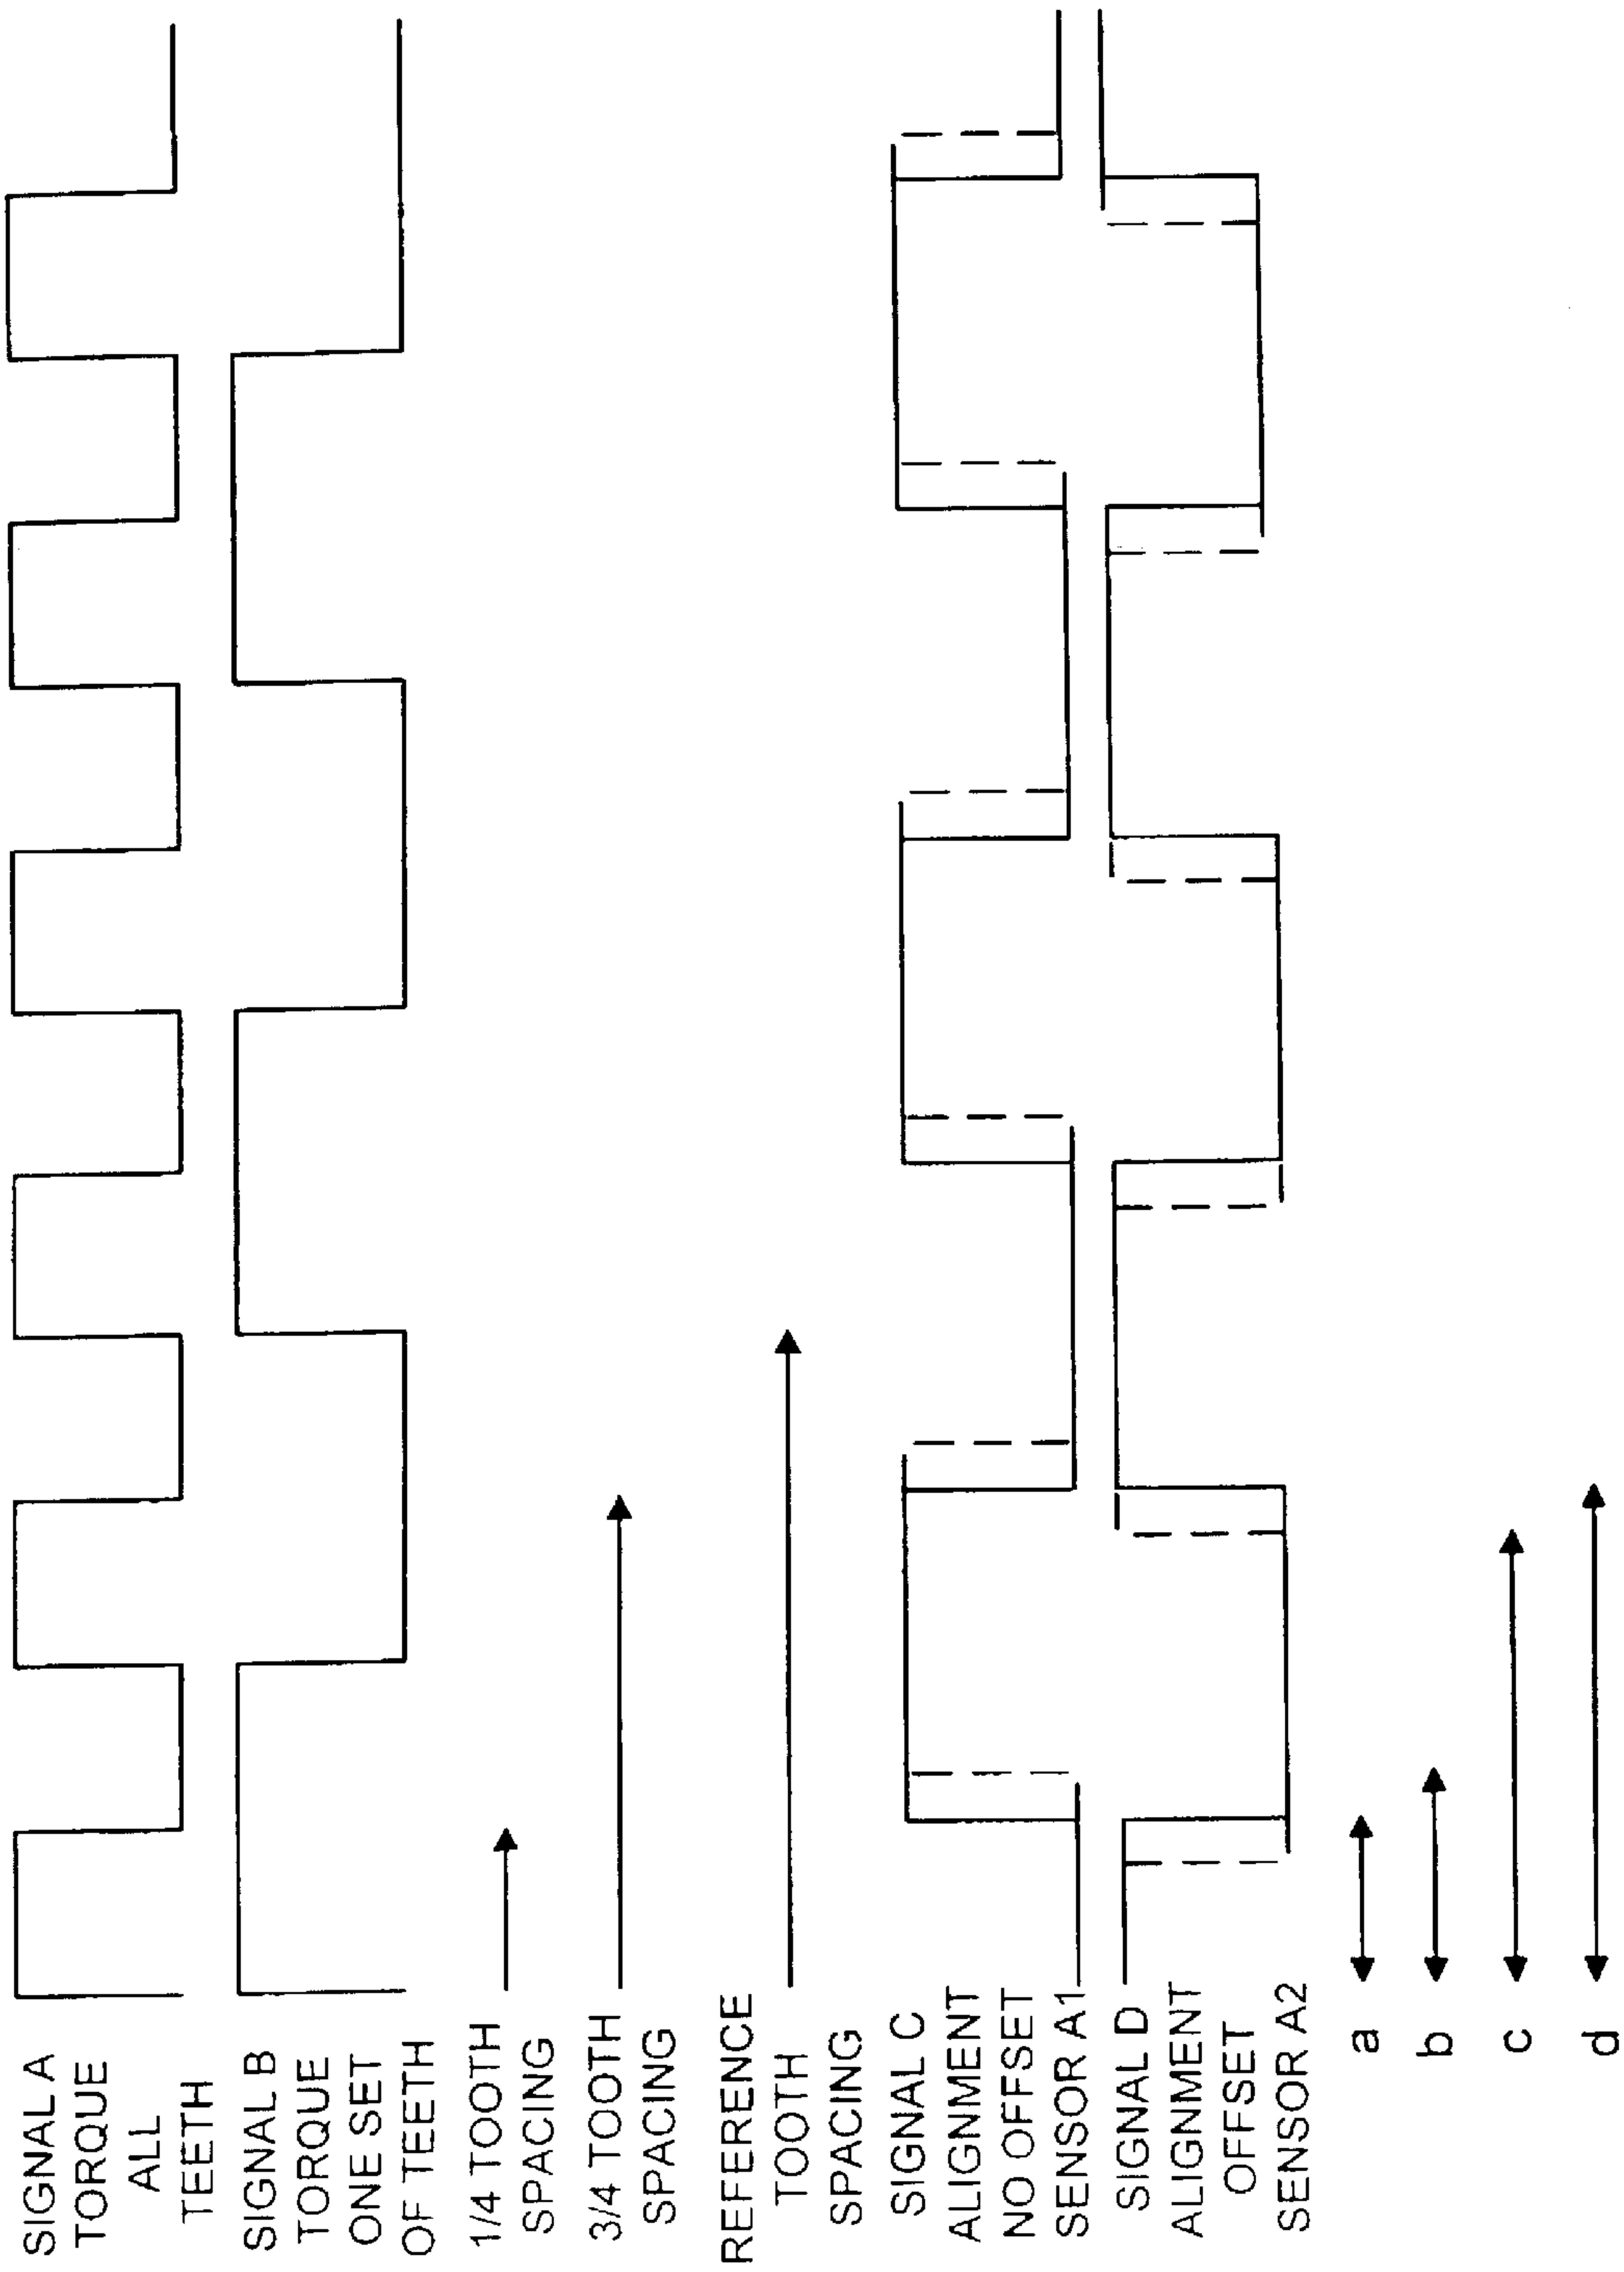 SIGNAL A
TORQUE
ALL
TEETH
SIGNAL B
TORQUE
ONE SET
OF TEETH
1/4 TOOTH
SPACING
3/4 TOOTH
SPACING
REFERENCE
TOOTH
SPACING
SIGNAL C
ALIGNMENT
NO OFFSET
SENSOR A1
SIGNAL D
ALIGNMENT
OFFSET
SENSOR A2
a
b
c
d